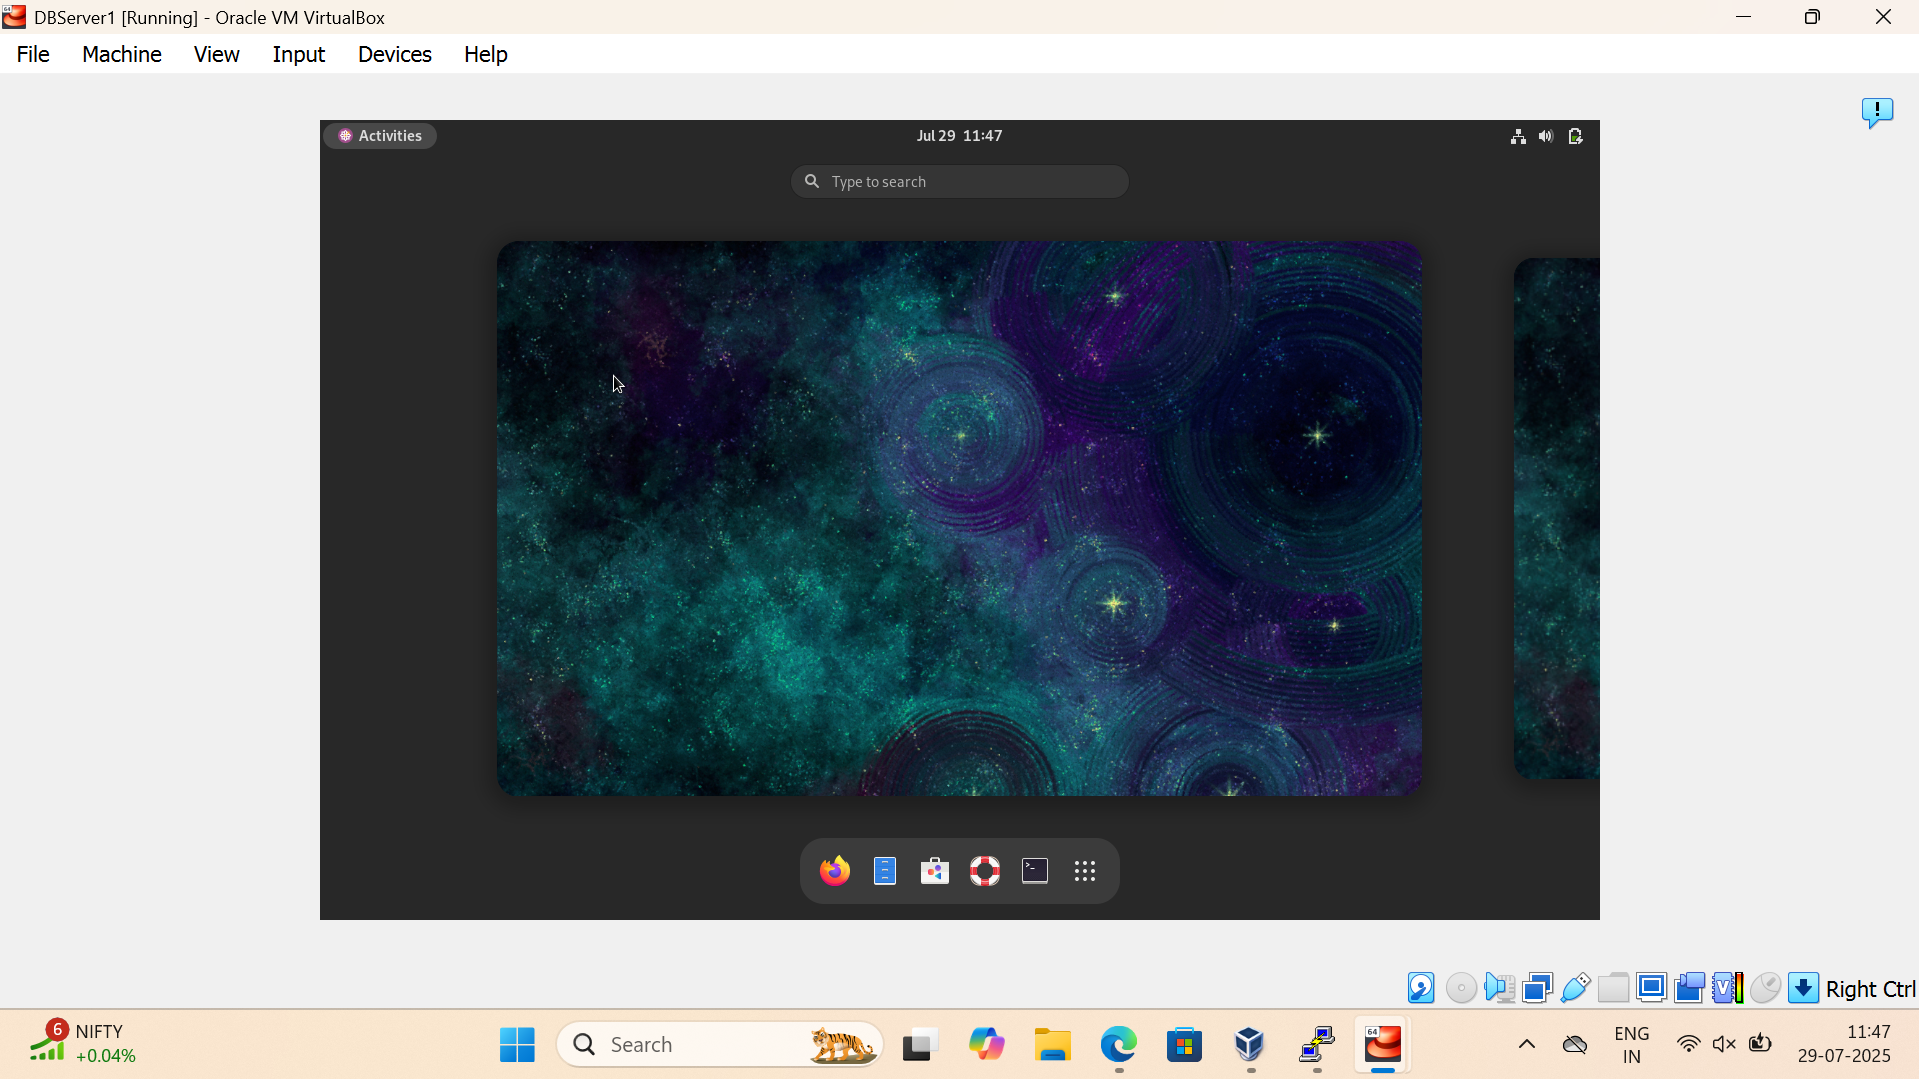 DBServer1 [Running] - Oracle VM VirtualBox
File Machine View Input Devices Help
Activities
Jul 29 11:47
Type to search
Right Ctrl
6
NIFTY
+0.04%
Search
64
ENG
IN
11:47
29-07-2025